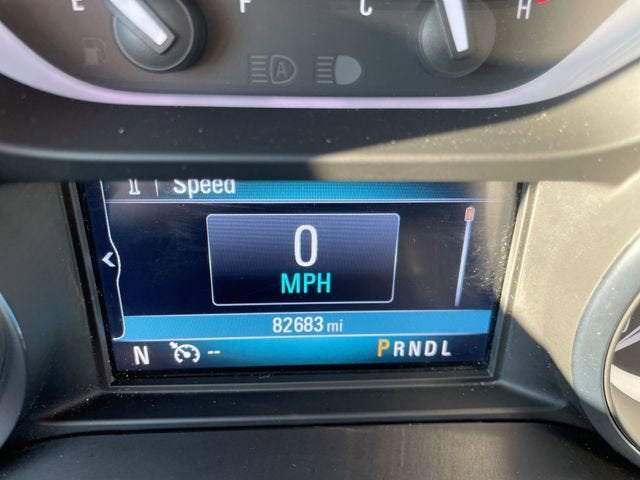 E F C H
A
Speed
0
MPH
82683 mi
N -- PRNDL